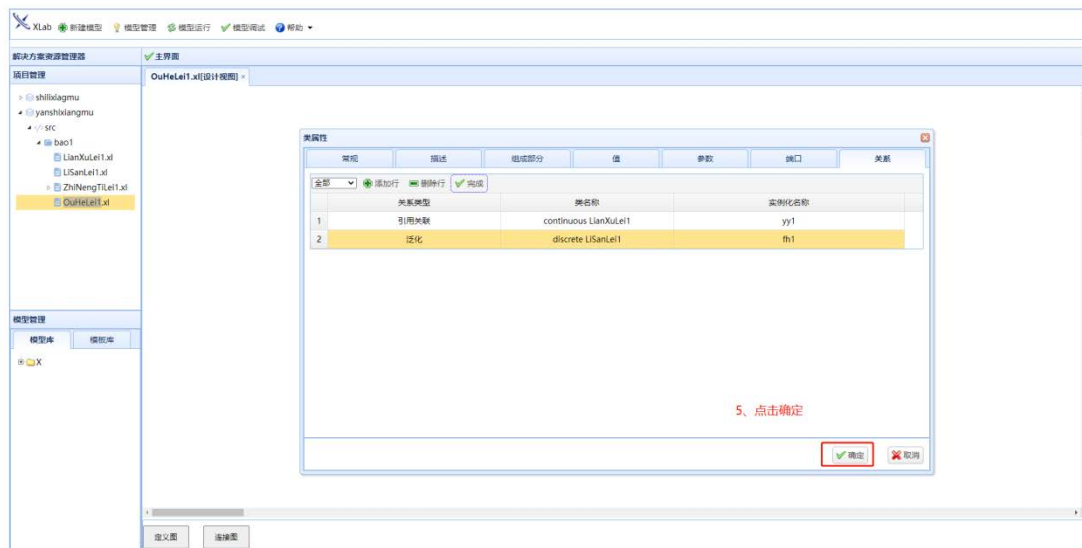 XLab 新建模型 模型管理 模型运行 模型调试 帮助
解决方案资源管理器
主界面
项目管理
OuHeLei1.xl[设计视图] ×
shilixiagmu
yanshixiangmu
src
bao1
LianXuLei1.xl
LiSanLei1.xl
ZhiNengTiLei1.xl
OuHeLei1.xl
类属性
常规 描述 组成部分 值 参数 端口 关系
全部 添加行 删除行 完成
关系类型 类名称 实例化名称
1 引用关联 continuous LianXuLei1 yy1
2 泛化 discrete LiSanLei1 fh1
5、点击确定
确定 取消
模型管理
模型库 模板库
X
定义图 连接图